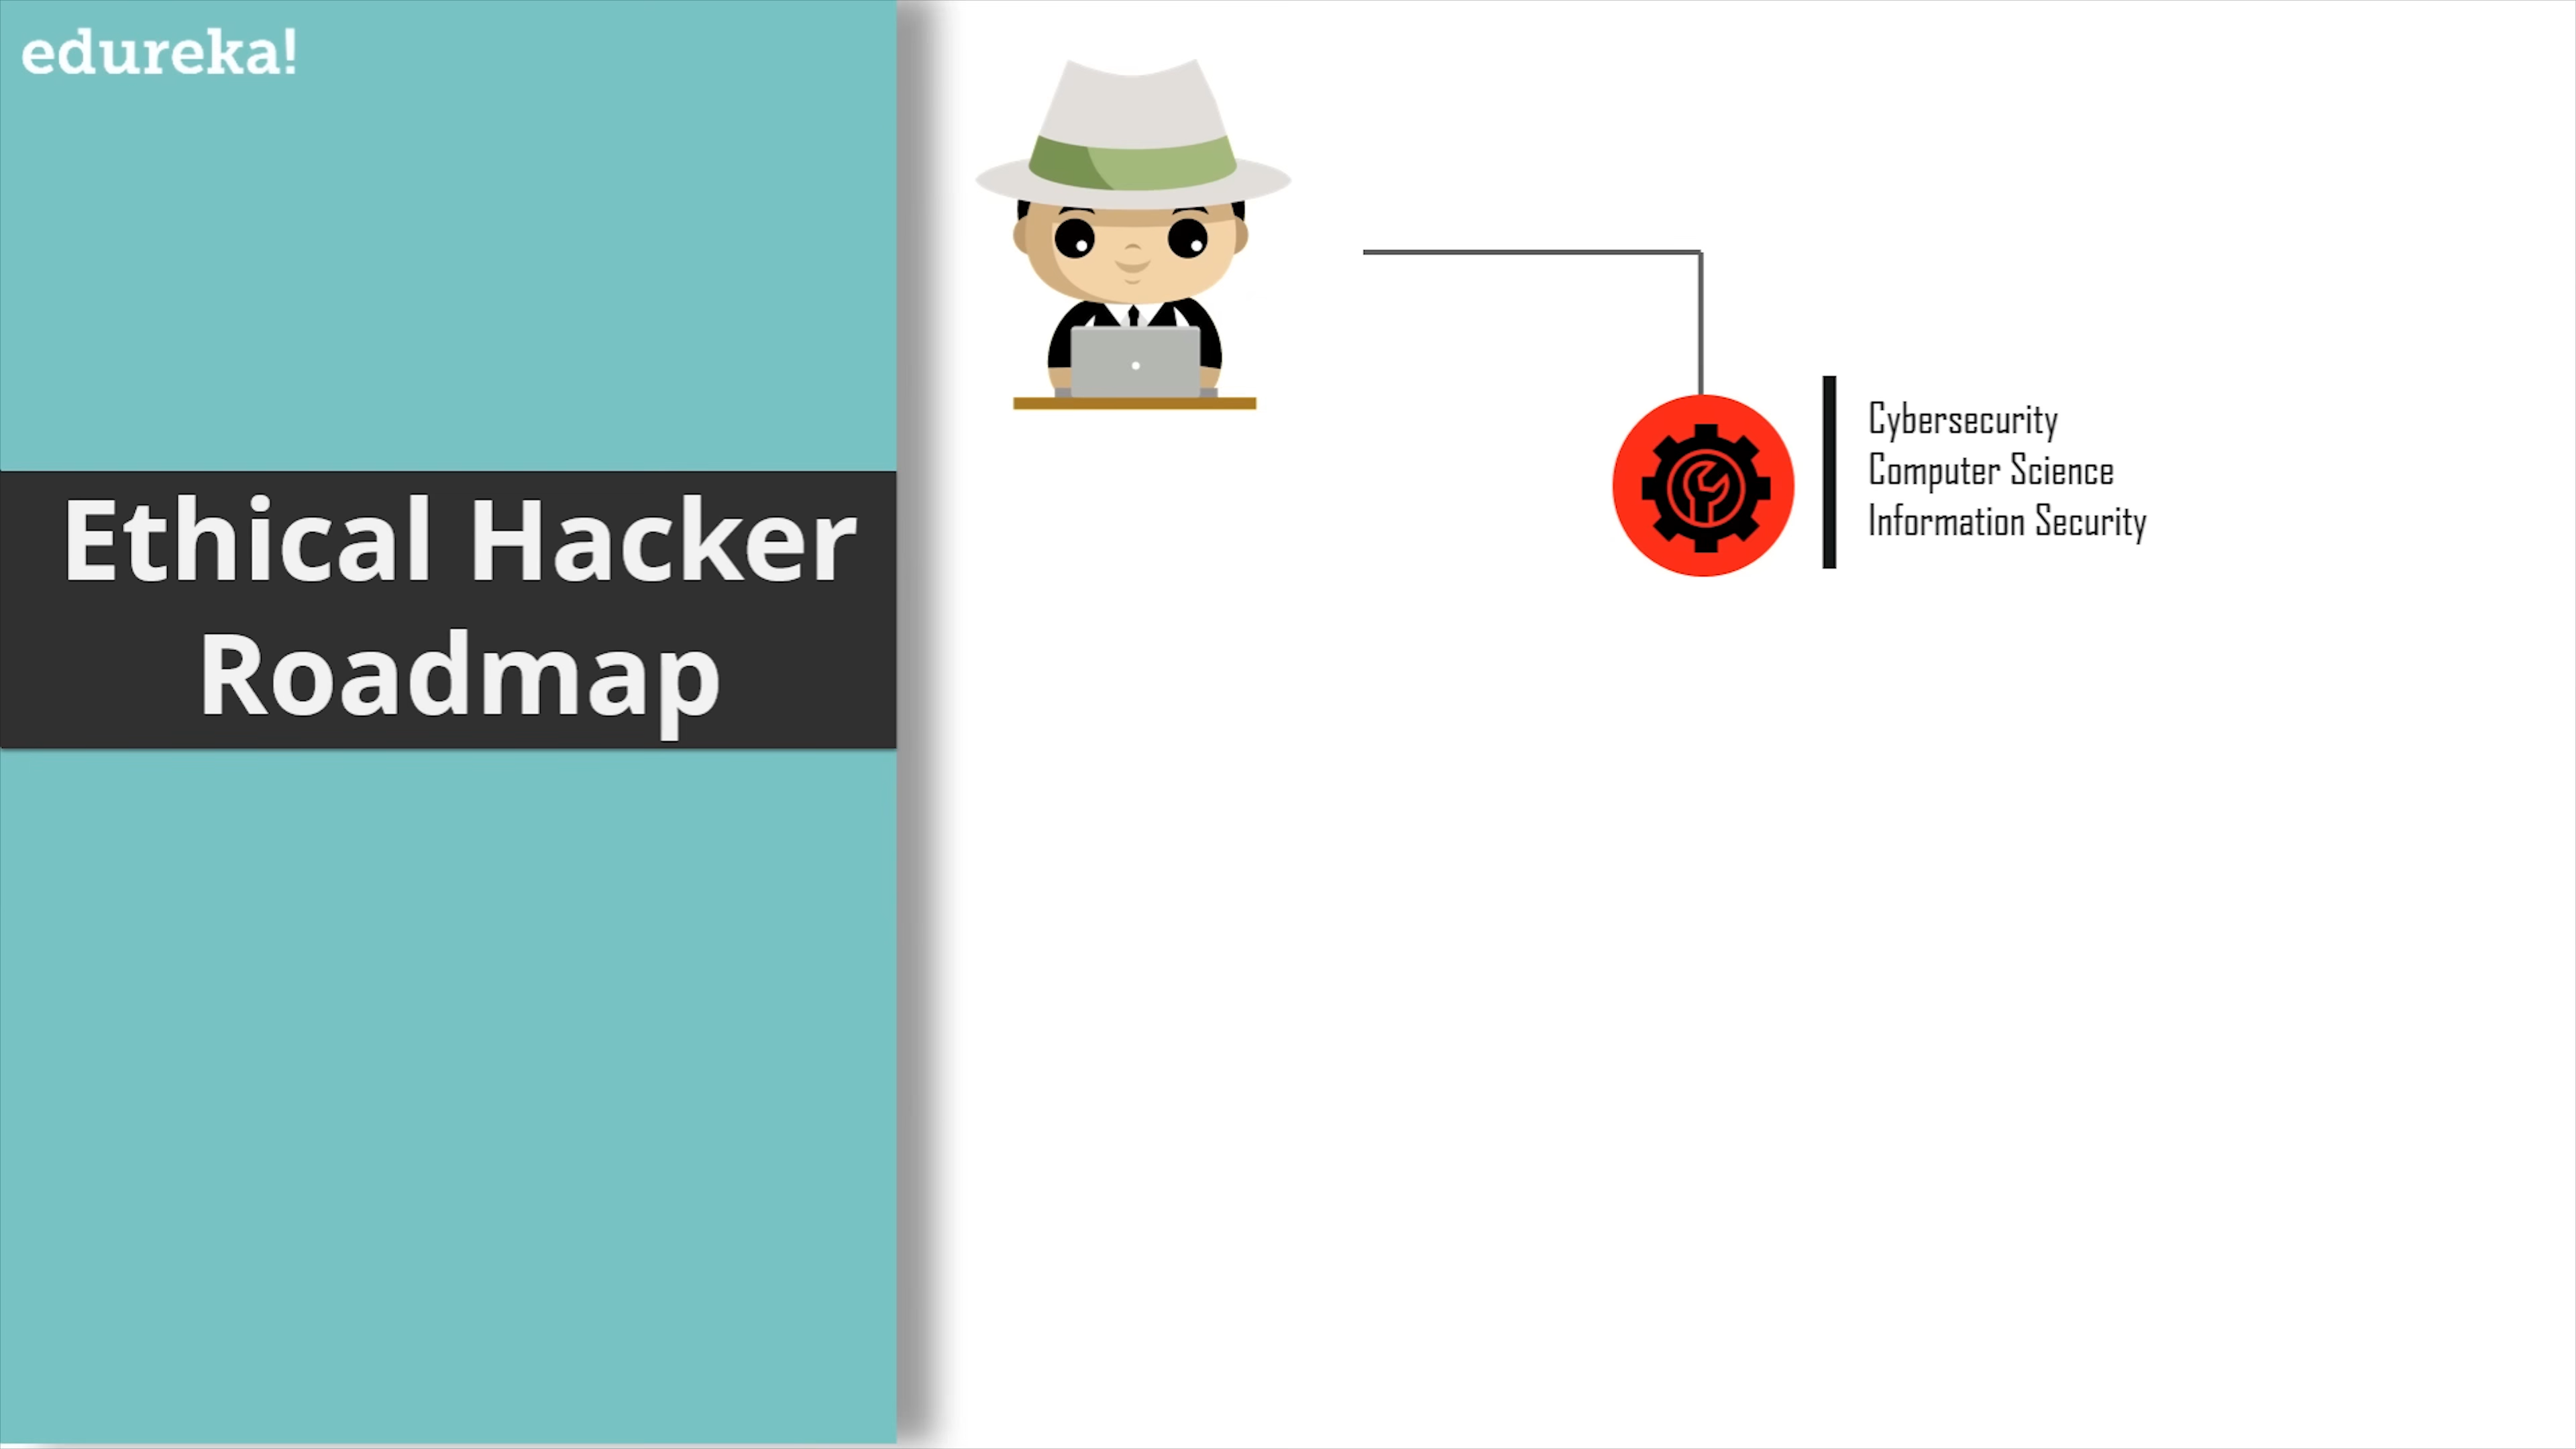 edureka!
Ethical Hacker
Roadmap
Cybersecurity
Computer Science
Information Security